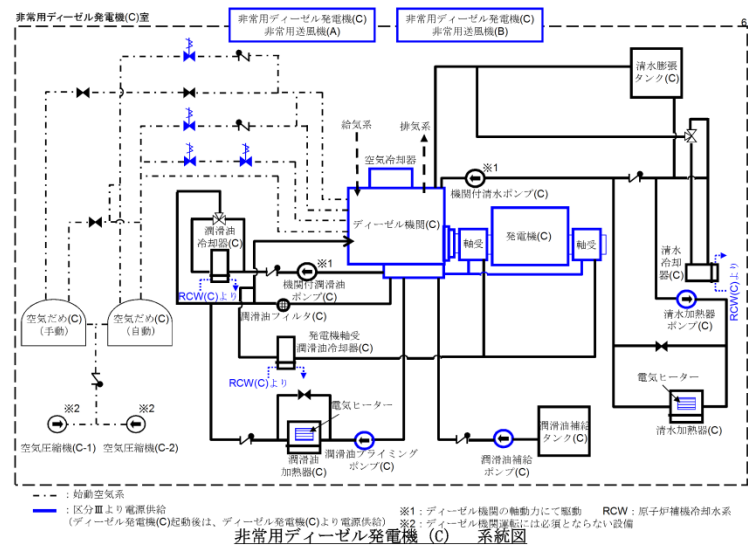 非常用ディーゼル発電機(C)室
非常用ディーゼル発電機(C)
非常用送風機(A)
非常用ディーゼル発電機(C)
非常用送風機(B)
6
清水膨張
タンク(C)
給気系
排気系
空気冷却器
※1
機関付清水ポンプ(C)
ディーゼル機関(C)
軸受
発電機(C)
軸受
潤滑油
冷却器(C)
※1
機関付潤滑油
ポンプ(C)
RCW(C)より
潤滑油フィルタ(C)
清水
冷却
器(C)
RCW(C)より
清水加熱器
ポンプ(C)
空気だめ(C)
(手動)
空気だめ(C)
(自動)
発電機軸受
潤滑油冷却器(C)
RCW(C)より
※2
※2
空気圧縮機(C-1)
空気圧縮機(C-2)
電気ヒーター
潤滑油
加熱器(C)
潤滑油プライミング
ポンプ(C)
潤滑油補給
タンク(C)
潤滑油補給
ポンプ(C)
電気ヒーター
清水加熱器(C)
：始動空気系
：区分Ⅲより電源供給
(ディーゼル発電機(C)起動後は、ディーゼル発電機(C)より電源供給)
※1：ディーゼル機関の軸動力にて駆動
RCW：原子炉補機冷却水系
※2：ディーゼル機関運転には必須とならない設備
非常用ディーゼル発電機（C） 系統図